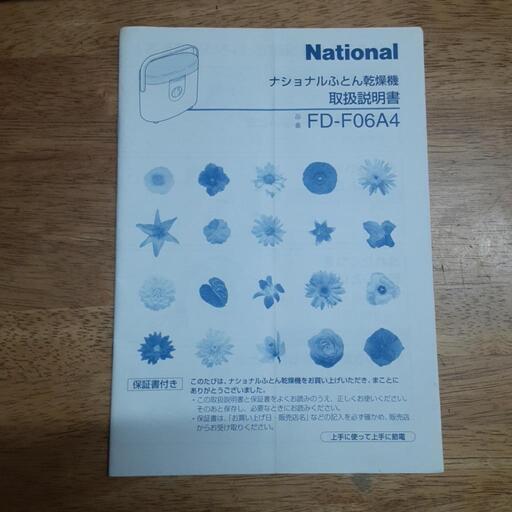 National
ナショナルふとん乾燥機
取扱説明書
品番 FD-F06A4
保証書付き
このたびは、ナショナルふとん乾燥機をお買い上げいただき、まことに
ありがとうございました。
・この取扱説明書と保証書をよくお読みのうえ、正しくお使いください。
そのあと保存し、必要なときにお読みください。
・保証書は、「お買い上げ日・販売店名」などの記入を必ず確かめ、販売店
からお受け取りください。
上手に使って上手に節電